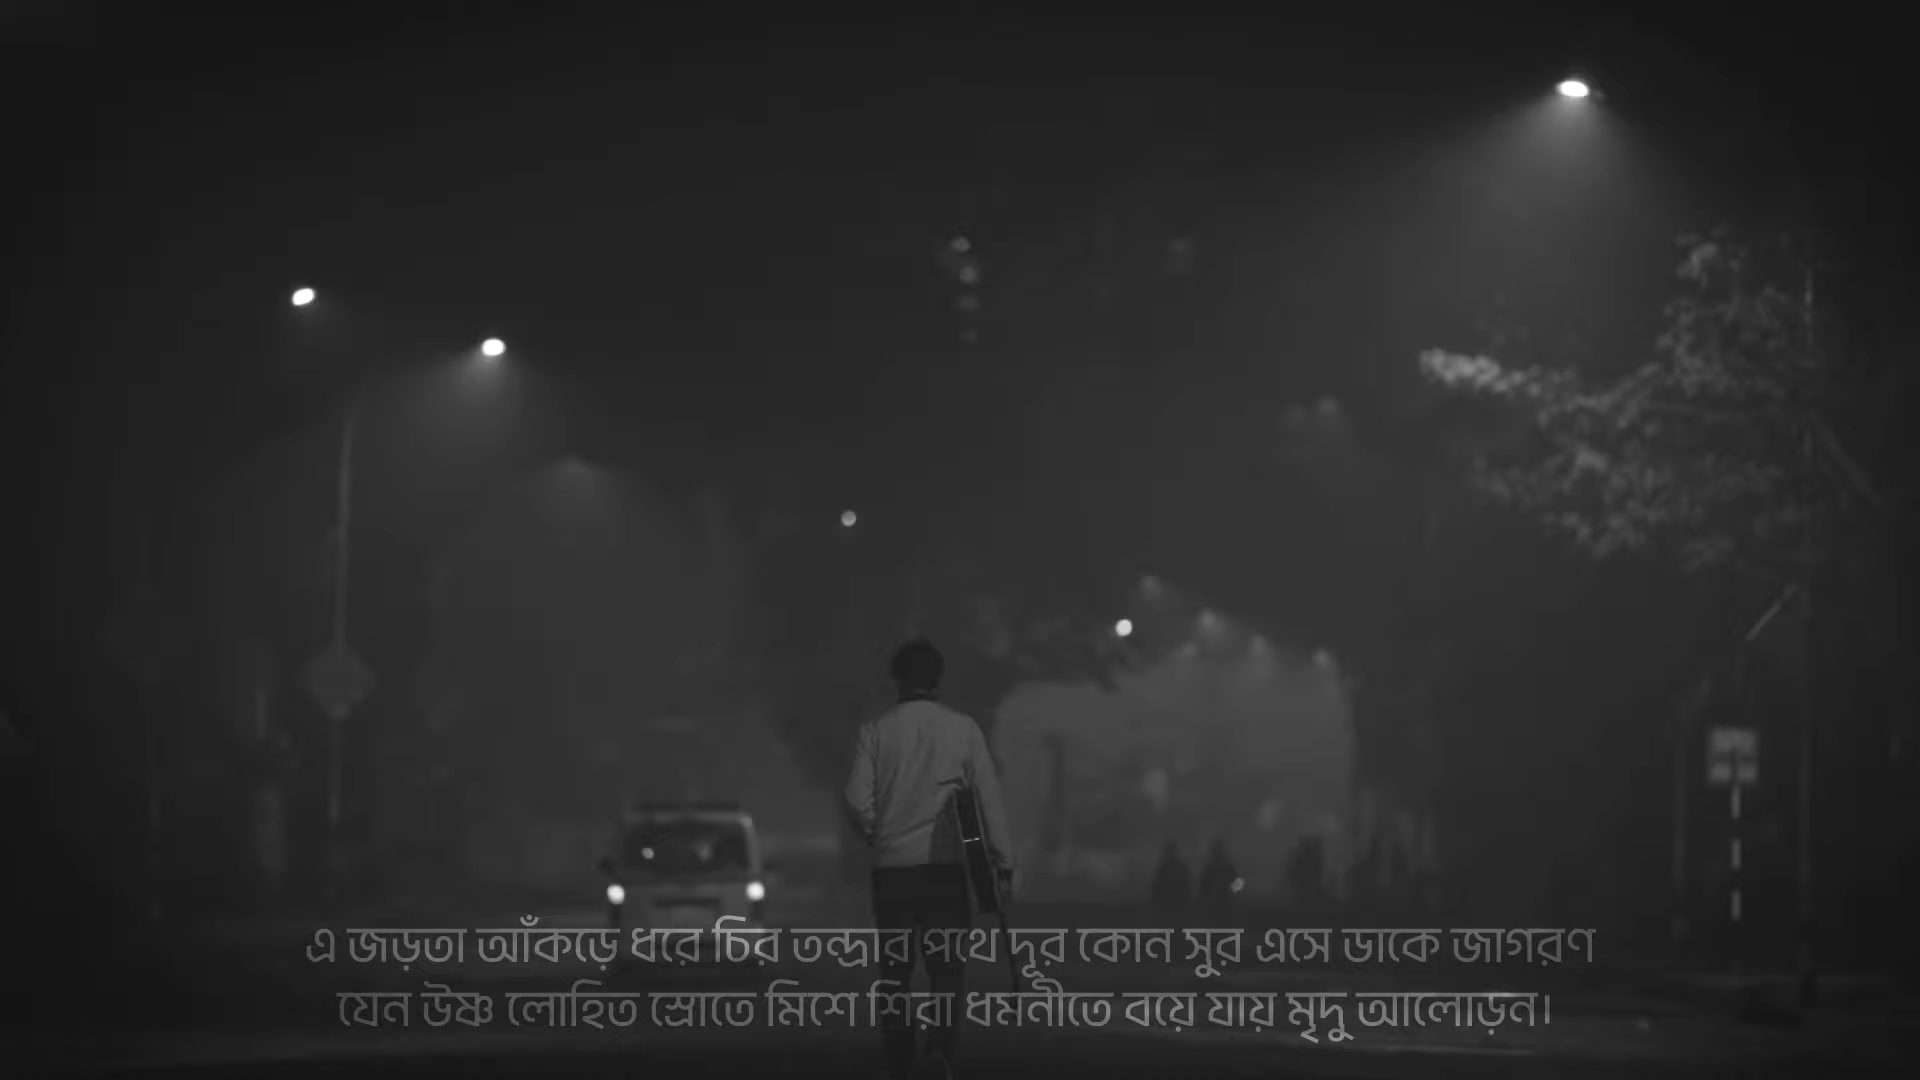 এ জড়তা আঁকড়ে ধরে চির তন্দ্রার পথে দূর কোন সুর এসে ডাকে জাগরণ
যেন উষ্ণ লোহিত স্রোতে মিশে শিরা ধমনীতে বয়ে যায় মৃদু আলোড়ন।